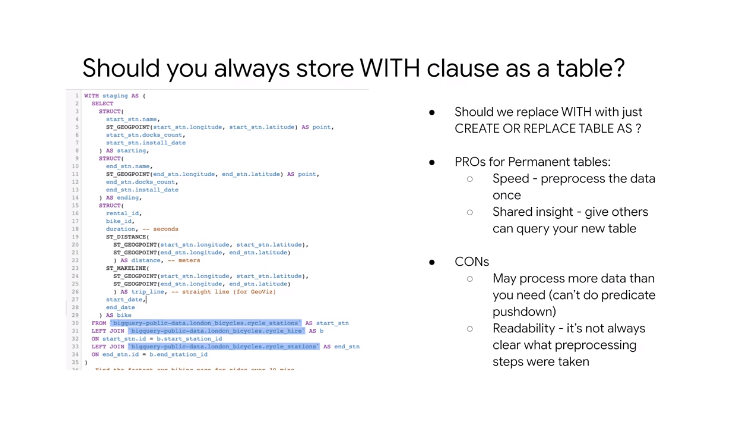 Should you always store WITH clause as a table?
1 WITH staging AS (
2 SELECT
3 STRUCT(
4 start_stn.name,
5 ST_GEOGPOINT(start_stn.longitude, start_stn.latitude) AS point,
6 start_stn.docks_count,
7 start_stn.install_date
8 ) AS starting,
9 STRUCT(
10 end_stn.name,
11 ST_GEOGPOINT(end_stn.longitude, end_stn.latitude) AS point,
12 end_stn.docks_count,
13 end_stn.install_date
14 ) AS ending,
15 STRUCT(
16 rental_id,
17 bike_id,
18 duration, -- seconds
19 ST_DISTANCE(
20 ST_GEOGPOINT(start_stn.longitude, start_stn.latitude),
21 ST_GEOGPOINT(end_stn.longitude, end_stn.latitude)
22 ) AS distance, -- meters
23 ST_MAKELINE(
24 ST_GEOGPOINT(start_stn.longitude, start_stn.latitude),
25 ST_GEOGPOINT(end_stn.longitude, end_stn.latitude)
26 ) AS trip_line, -- straight line (for GeoViz)
27 start_date,
28 end_date
29 ) AS bike
30 FROM `bigquery-public-data.london_bicycles.cycle_stations` AS start_stn
31 LEFT JOIN `bigquery-public-data.london_bicycles.cycle_hire` AS b
32 ON start_stn.id = b.start_station_id
33 LEFT JOIN `bigquery-public-data.london_bicycles.cycle_stations` AS end_stn
34 ON end_stn.id = b.end_station_id
35 )
● Should we replace WITH with just
CREATE OR REPLACE TABLE AS ?
● PROs for Permanent tables:
○ Speed - preprocess the data
once
○ Shared insight - give others
can query your new table
● CONs
○ May process more data than
you need (can't do predicate
pushdown)
○ Readability - it's not always
clear what preprocessing
steps were taken